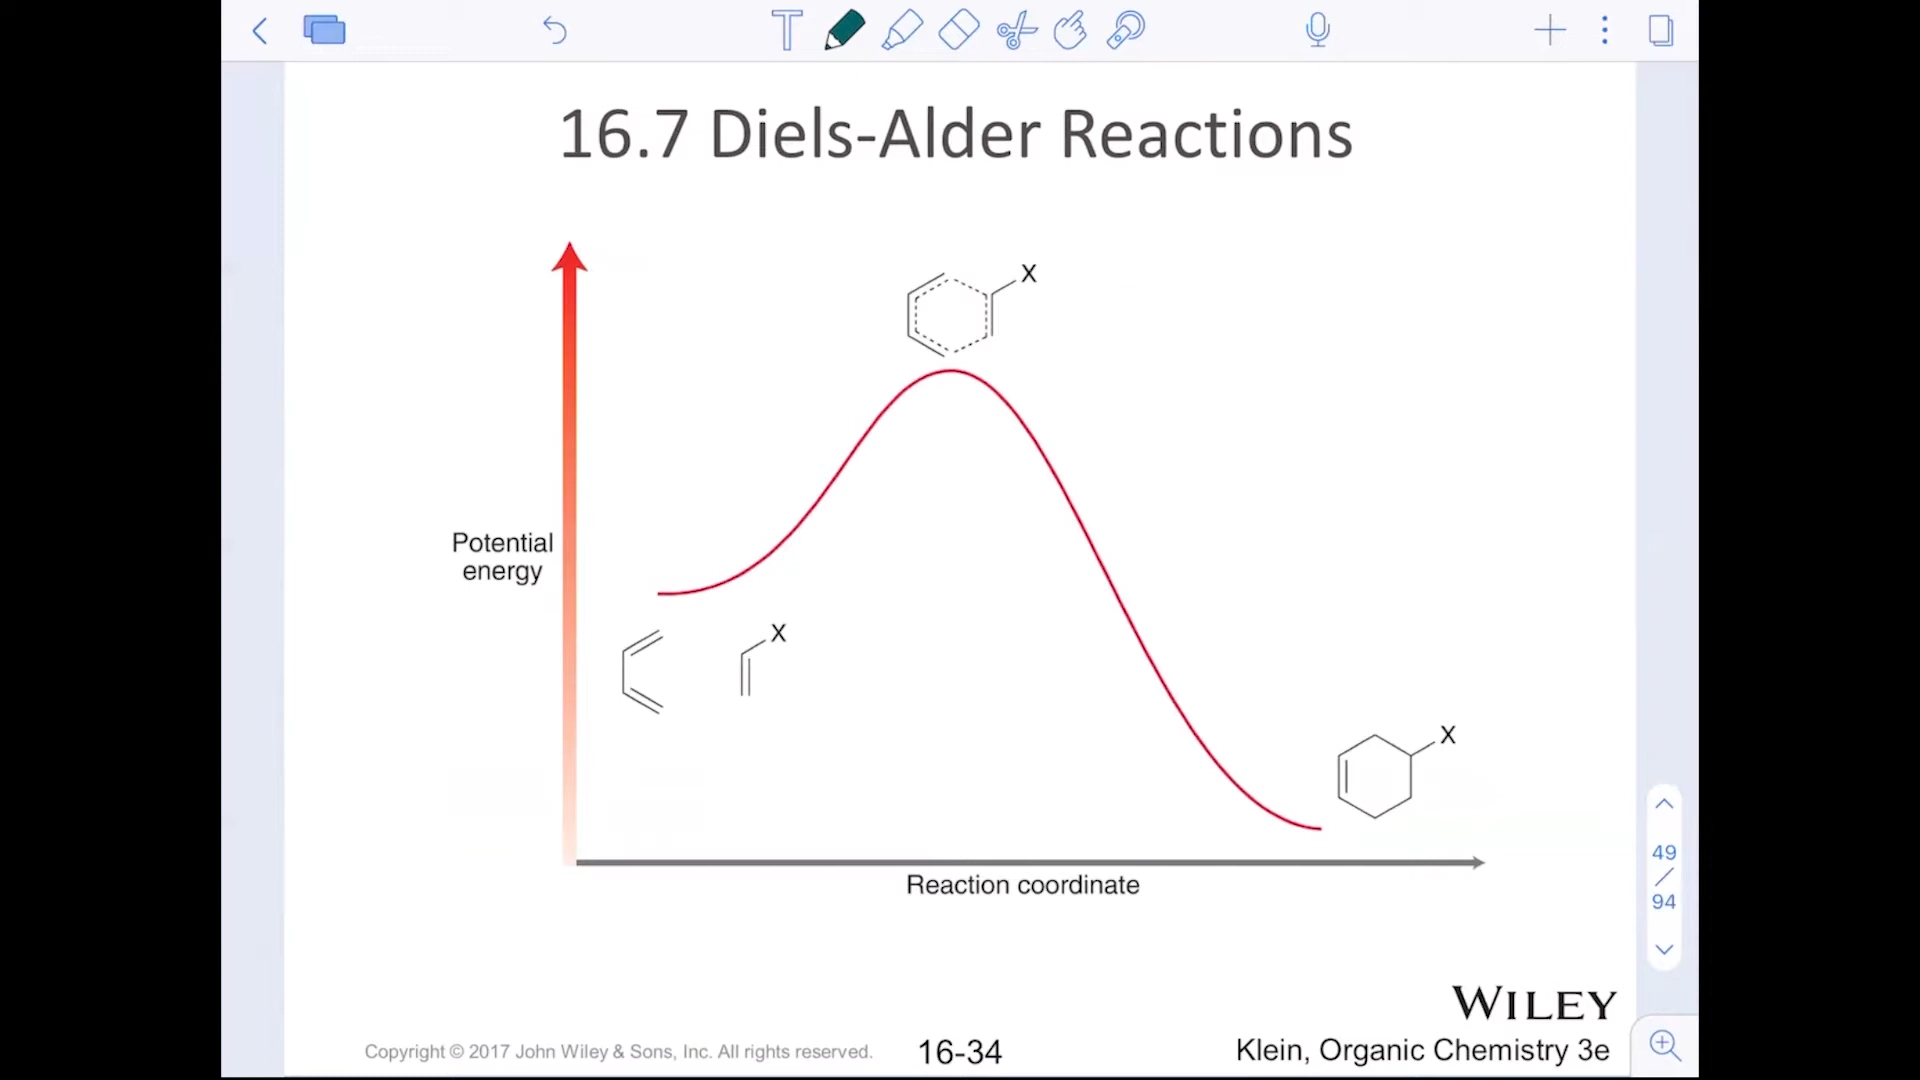 16.7 Diels-Alder Reactions
X
Potential
energy
X
X
Reaction coordinate
49
/
94
WILEY
Copyright © 2017 John Wiley & Sons, Inc. All rights reserved.
16-34
Klein, Organic Chemistry 3e